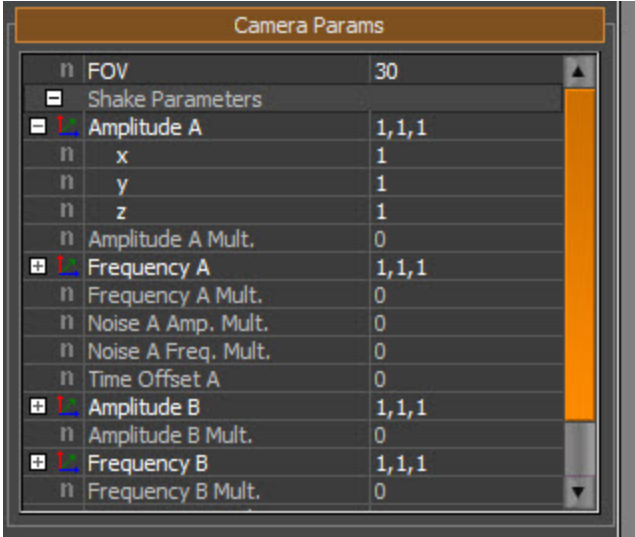 Camera Params
n FOV 30
Shake Parameters
Amplitude A 1,1,1
n x 1
n y 1
n z 1
n Amplitude A Mult. 0
Frequency A 1,1,1
n Frequency A Mult. 0
n Noise A Amp. Mult. 0
n Noise A Freq. Mult. 0
n Time Offset A 0
Amplitude B 1,1,1
n Amplitude B Mult. 0
Frequency B 1,1,1
n Frequency B Mult. 0